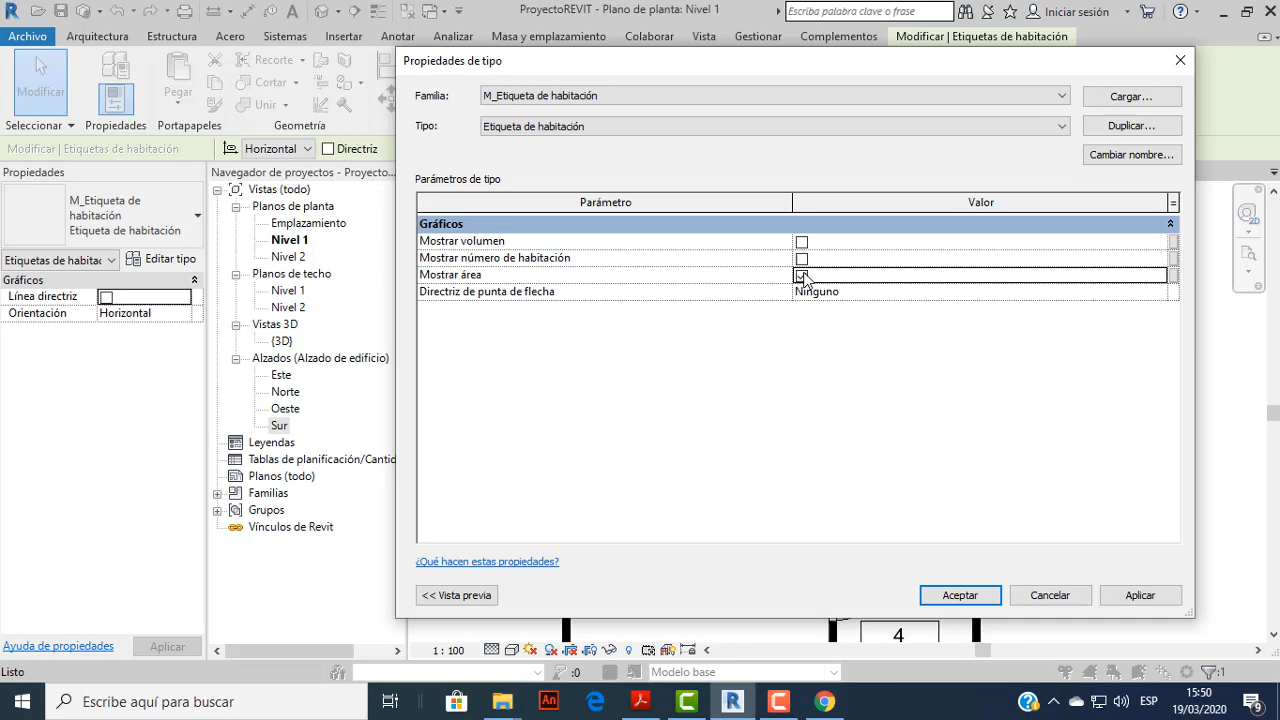 ProyectoREVIT - Plano de planta: Nivel 1
Escriba palabra clave o frase
Iniciar sesión
Archivo
Arquitectura
Estructura
Acero
Sistemas
Insertar
Anotar
Analizar
Masa y emplazamiento
Colaborar
Vista
Gestionar
Complementos
Modificar | Etiquetas de habitación
Modificar
Pegar
Recorte
Cortar
Unir
Seleccionar
Propiedades
Portapapeles
Geometría
Modificar | Etiquetas de habitación
Horizontal
Directriz
Propiedades
M_Etiqueta de
habitación
Etiqueta de habitación
Etiquetas de habitac
Editar tipo
Gráficos
Línea directriz
Orientación
Horizontal
Ayuda de propiedades
Aplicar
Navegador de proyectos - Proyecto...
Vistas (todo)
Planos de planta
Emplazamiento
Nivel 1
Nivel 2
Planos de techo
Nivel 1
Nivel 2
Vistas 3D
{3D}
Alzados (Alzado de edificio)
Este
Norte
Oeste
Sur
Leyendas
Tablas de planificación/Cantid
Planos (todo)
Familias
Grupos
Vínculos de Revit
Propiedades de tipo
Familia:
M_Etiqueta de habitación
Cargar...
Tipo:
Etiqueta de habitación
Duplicar...
Cambiar nombre...
Parámetros de tipo
Parámetro
Valor
=
Gráficos
Mostrar volumen
Mostrar número de habitación
Mostrar área
Directriz de punta de flecha
Ninguno
¿Qué hacen estas propiedades?
<< Vista previa
Aceptar
Cancelar
Aplicar
4
1 : 100
Listo
:0
Modelo base
:1
Escribe aquí para buscar
ESP
15:50
19/03/2020